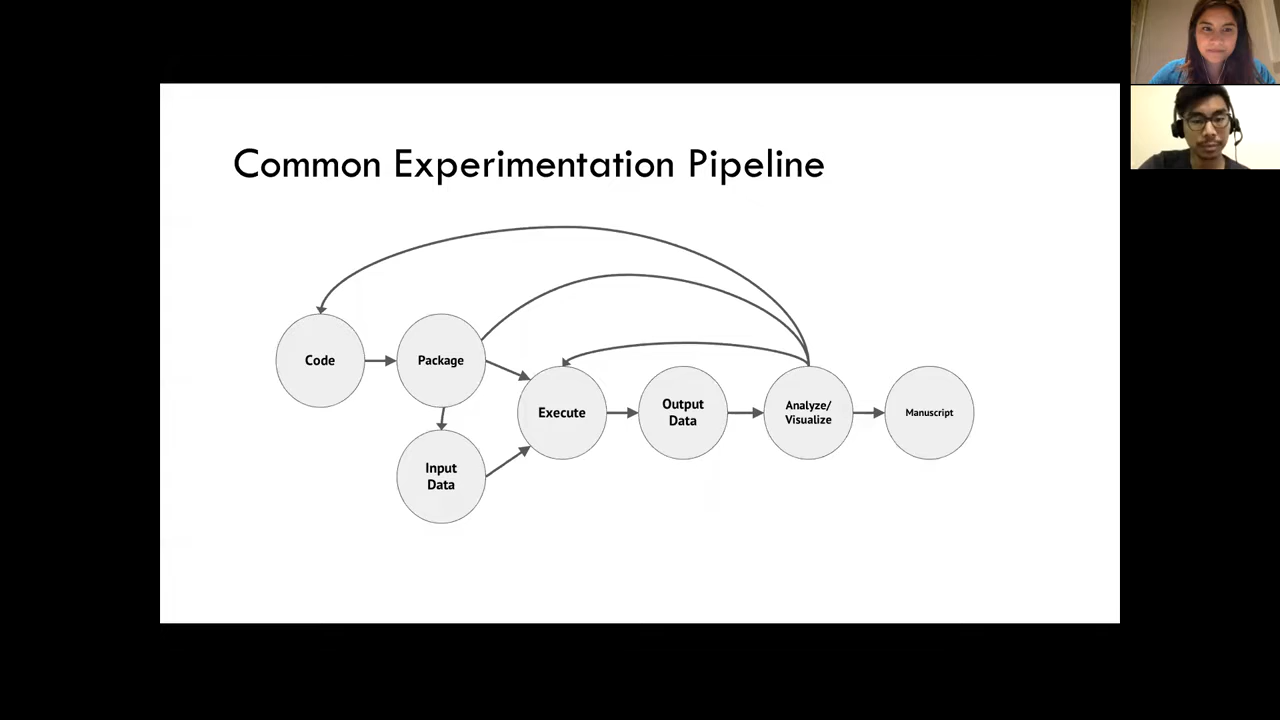 Common Experimentation Pipeline
Code
Package
Input
Data
Execute
Output
Data
Analyze/
Visualize
Manuscript